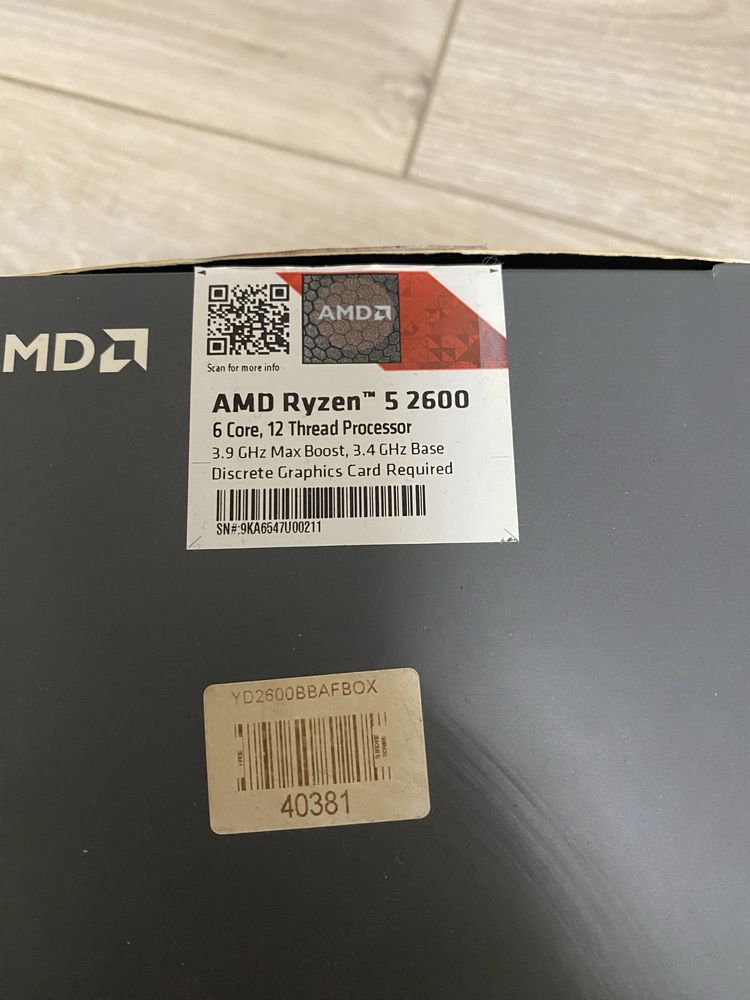 AMD
AMD
Scan for more info
AMD Ryzen™ 5 2600
6 Core, 12 Thread Processor
3.9 GHz Max Boost, 3.4 GHz Base
Discrete Graphics Card Required
SN#:9KA6547U00211
YD2600BBAFBOX
40381